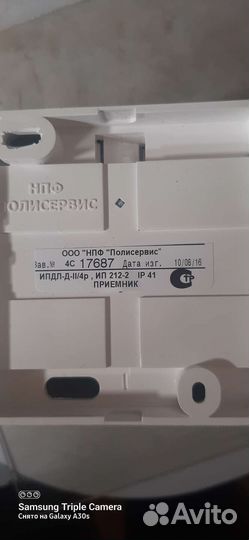 НПФ
ПОЛИСЕРВИС
ООО "НПФ "Полисервис"
Зав.№ 4С 17687 Дата изг. 10/06/16
ИПДЛ-Д-II/4р , ИП 212-2 IP 41
ПРИЕМНИК
Samsung Triple Camera
Снято на Galaxy A30s
Avito